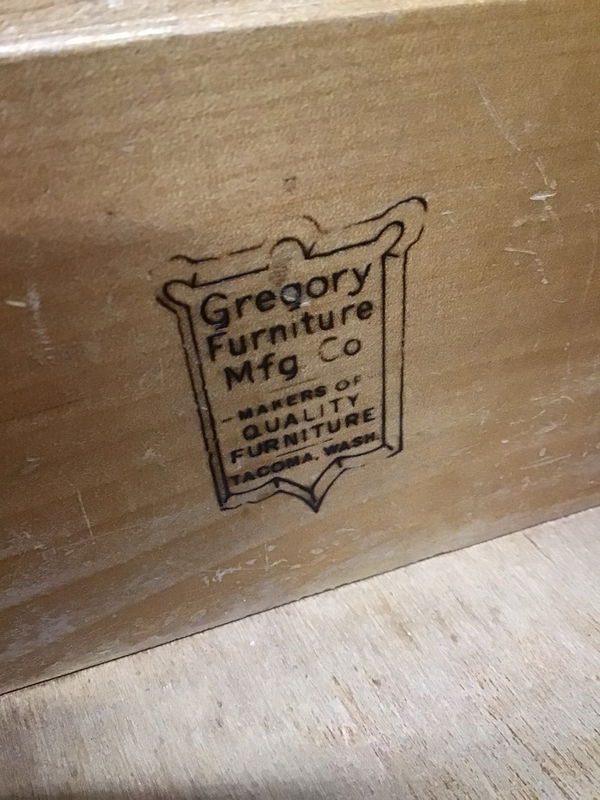 Gregory
Furniture
Mfg Co
MAKERS OF
QUALITY
FURNITURE
TACOMA, WASH.